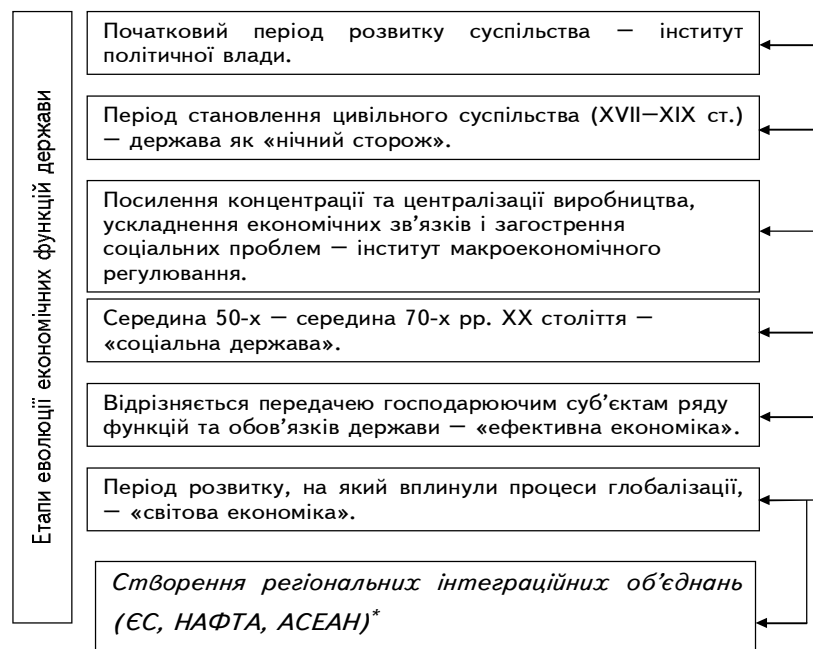 Етапи еволюції економічних функцій держави
Початковий період розвитку суспільства — інститут
політичної влади.
Період становлення цивільного суспільства (XVII—XIX ст.)
— держава як «нічний сторож».
Посилення концентрації та централізації виробництва,
ускладнення економічних зв’язків і загострення
соціальних проблем — інститут макроекономічного
регулювання.
Середина 50-х — середина 70-х рр. XX століття —
«соціальна держава».
Відрізняється передачею господарюючим суб’єктам ряду
функцій та обов’язків держави — «ефективна економіка».
Період розвитку, на який вплинули процеси глобалізації,
— «світова економіка».
Створення регіональних інтеграційних об’єднань
(ЄС, НАФТА, АСЕАН)*